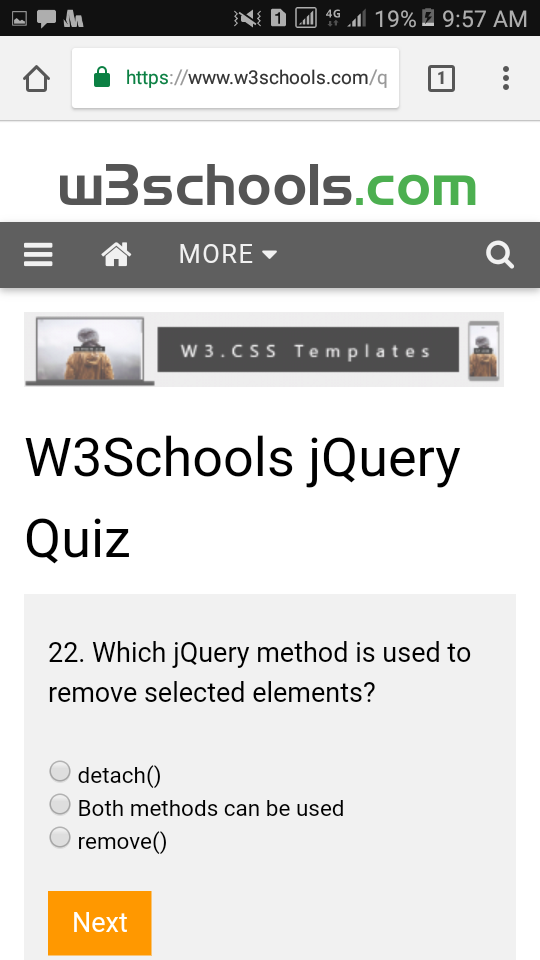 1 4G 19% 9:57 AM
https://www.w3schools.com/q 1
w3schools.com
MORE
W3.CSS Templates
W3Schools jQuery
Quiz
22. Which jQuery method is used to
remove selected elements?
detach()
Both methods can be used
remove()
Next